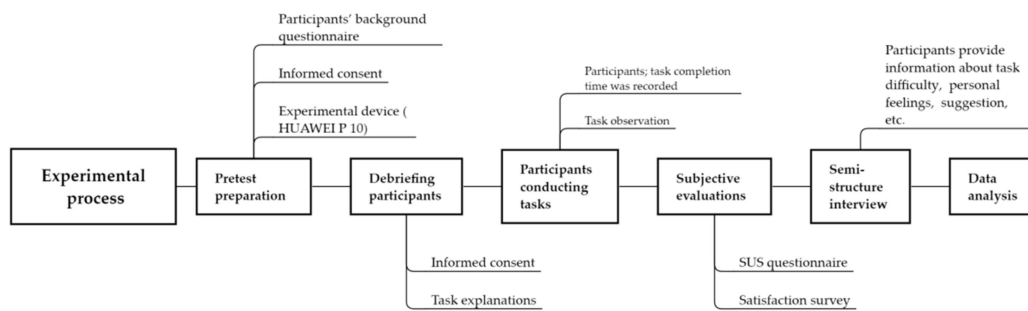 Participants' background
questionnaire
Informed consent
Experimental device (
HUAWEI P 10)
Participants; task completion
time was recorded
Task observation
Participants provide
information about task
difficulty, personal
feelings, suggestion,
etc.
Experimental
process
Pretest
preparation
Debriefing
participants
Participants
conducting
tasks
Subjective
evaluations
Semi-
structure
interview
Data
analysis
Informed consent
Task explanations
SUS questionnaire
Satisfaction survey